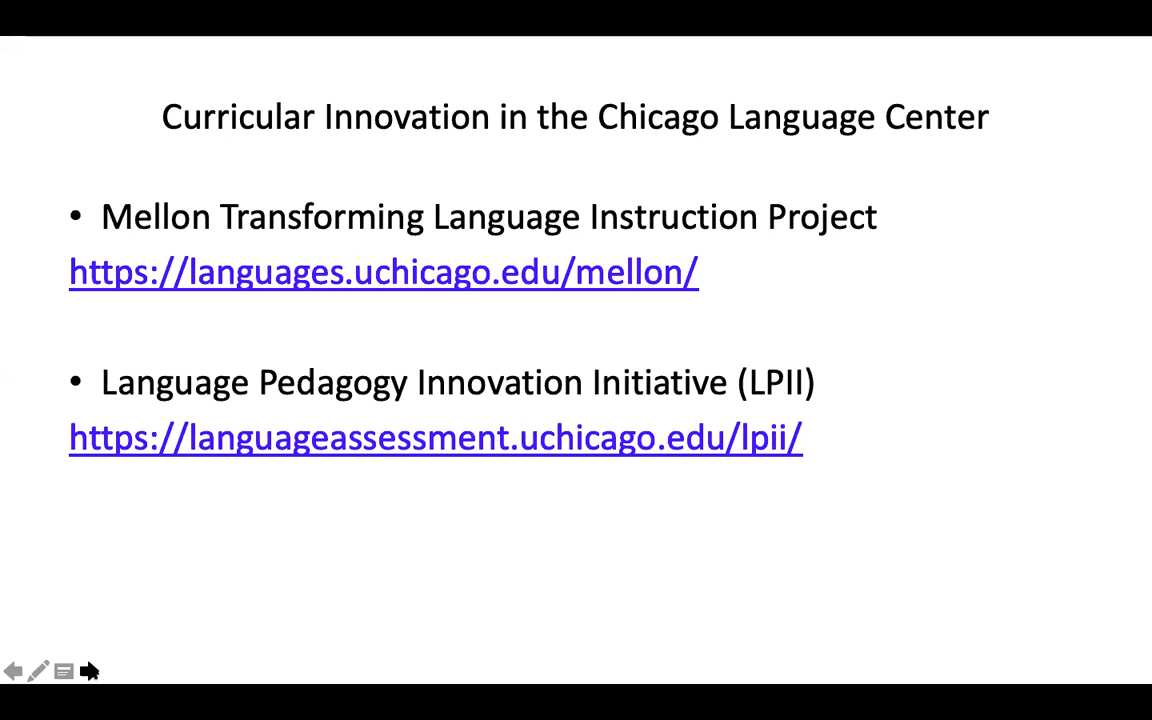 Curricular Innovation in the Chicago Language Center
• Mellon Transforming Language Instruction Project
https://languages.uchicago.edu/mellon/
• Language Pedagogy Innovation Initiative (LPII)
https://languageassessment.uchicago.edu/lpii/